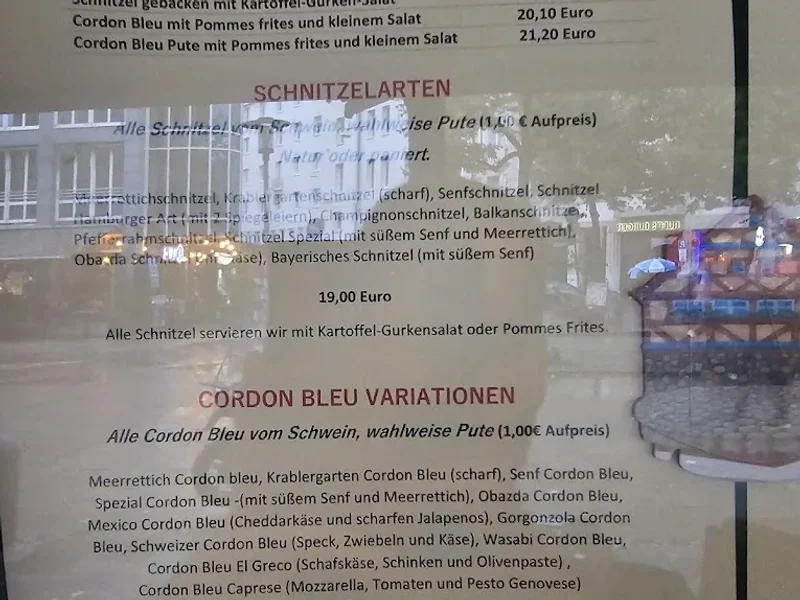 Schnitzel gebacken mit Kartoffel-Gurken-Salat
Cordon Bleu mit Pommes frites und kleinem Salat 20,10 Euro
Cordon Bleu Pute mit Pommes frites und kleinem Salat 21,20 Euro
SCHNITZELARTEN
Alle Schnitzel vom Schwein, wahlweise Pute (1,00 € Aufpreis)
Natur oder paniert.
Meerrettichschnitzel, Krablergartenschnitzel (scharf), Senfschnitzel, Schnitzel
Hamburger Art (mit 2 Spiegeleiern), Champignonschnitzel, Balkanschnitzel,
Pfefferrahmschnitzel, Schnitzel Spezial (mit süßem Senf und Meerrettich),
Obazda Bayerisches Schnitzel (mit süßem Senf)
19,00 Euro
Alle Schnitzel servieren wir mit Kartoffel-Gurkensalat oder Pommes Frites.
CORDON BLEU VARIATIONEN
Alle Cordon Bleu vom Schwein, wahlweise Pute (1,00€ Aufpreis)
Meerrettich Cordon bleu, Krablergarten Cordon Bleu (scharf), Senf Cordon Bleu,
Spezial Cordon Bleu -(mit süßem Senf und Meerrettich), Obazda Cordon Bleu,
Mexico Cordon Bleu (Cheddarkäse und scharfen Jalapenos), Gorgonzola Cordon
Bleu, Schweizer Cordon Bleu (Speck, Zwiebeln und Käse), Wasabi Cordon Bleu,
Cordon Bleu El Greco (Schafskäse, Schinken und Olivenpaste) ,
Cordon Bleu Caprese (Mozzarella, Tomaten und Pesto Genovese)